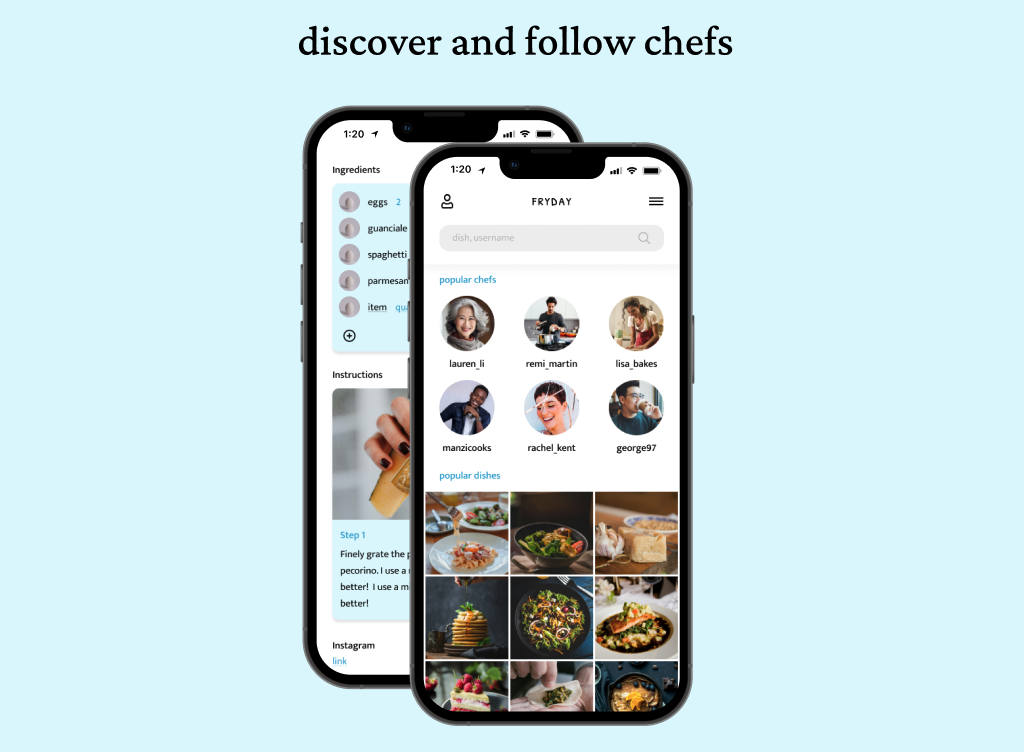 discover and follow chefs
1:20
Ingredients
eggs 2
guanciale
spaghetti
parmesan
item
Instructions
Step 1
Finely grate the
pecorino. I use a
better! I use a
better!
Instagram
link
1:20
FRYDAY
dish, username
popular chefs
lauren_li remi_martin lisa_bakes
manzicooks rachel_kent george97
popular dishes